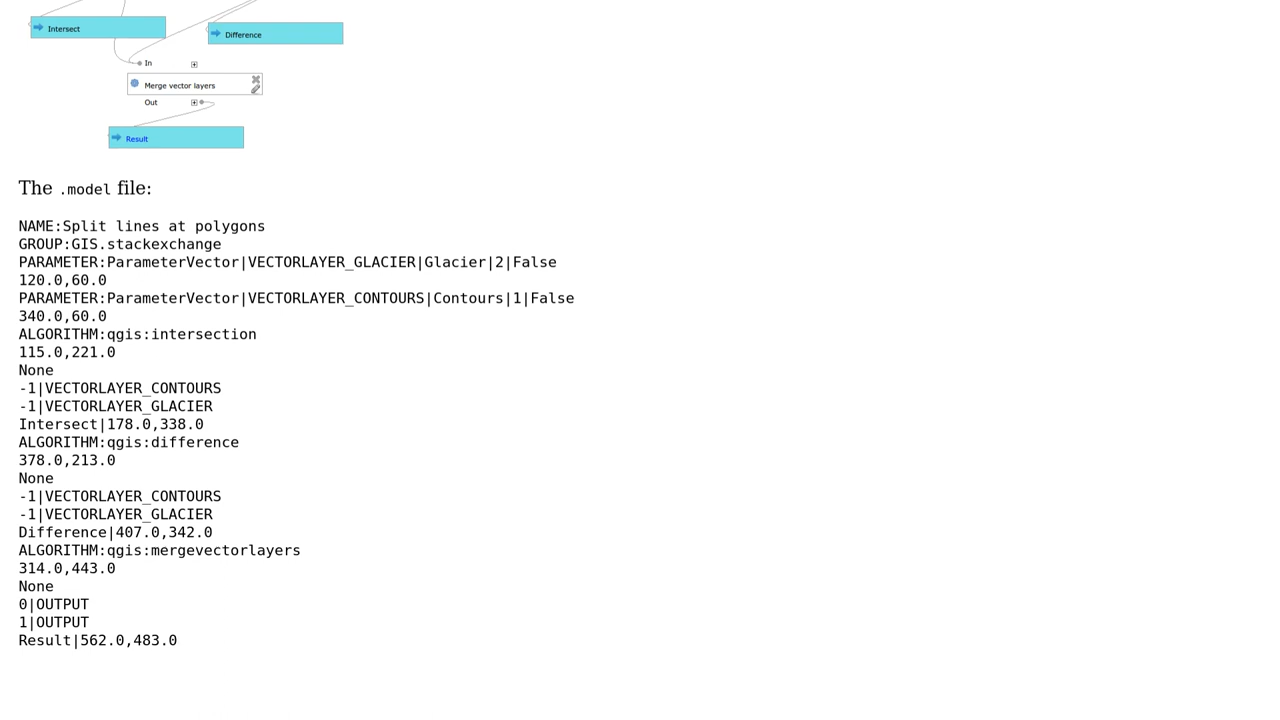 Intersect
Difference
In
Merge vector layers
Out
Result
The .model file:
NAME:Split lines at polygons
GROUP:GIS.stackexchange
PARAMETER:ParameterVector|VECTORLAYER_GLACIER|Glacier|2|False
120.0,60.0
PARAMETER:ParameterVector|VECTORLAYER_CONTOURS|Contours|1|False
340.0,60.0
ALGORITHM:qgis:intersection
115.0,221.0
None
-1|VECTORLAYER_CONTOURS
-1|VECTORLAYER_GLACIER
Intersect|178.0,338.0
ALGORITHM:qgis:difference
378.0,213.0
None
-1|VECTORLAYER_CONTOURS
-1|VECTORLAYER_GLACIER
Difference|407.0,342.0
ALGORITHM:qgis:mergevectorlayers
314.0,443.0
None
0|OUTPUT
1|OUTPUT
Result|562.0,483.0